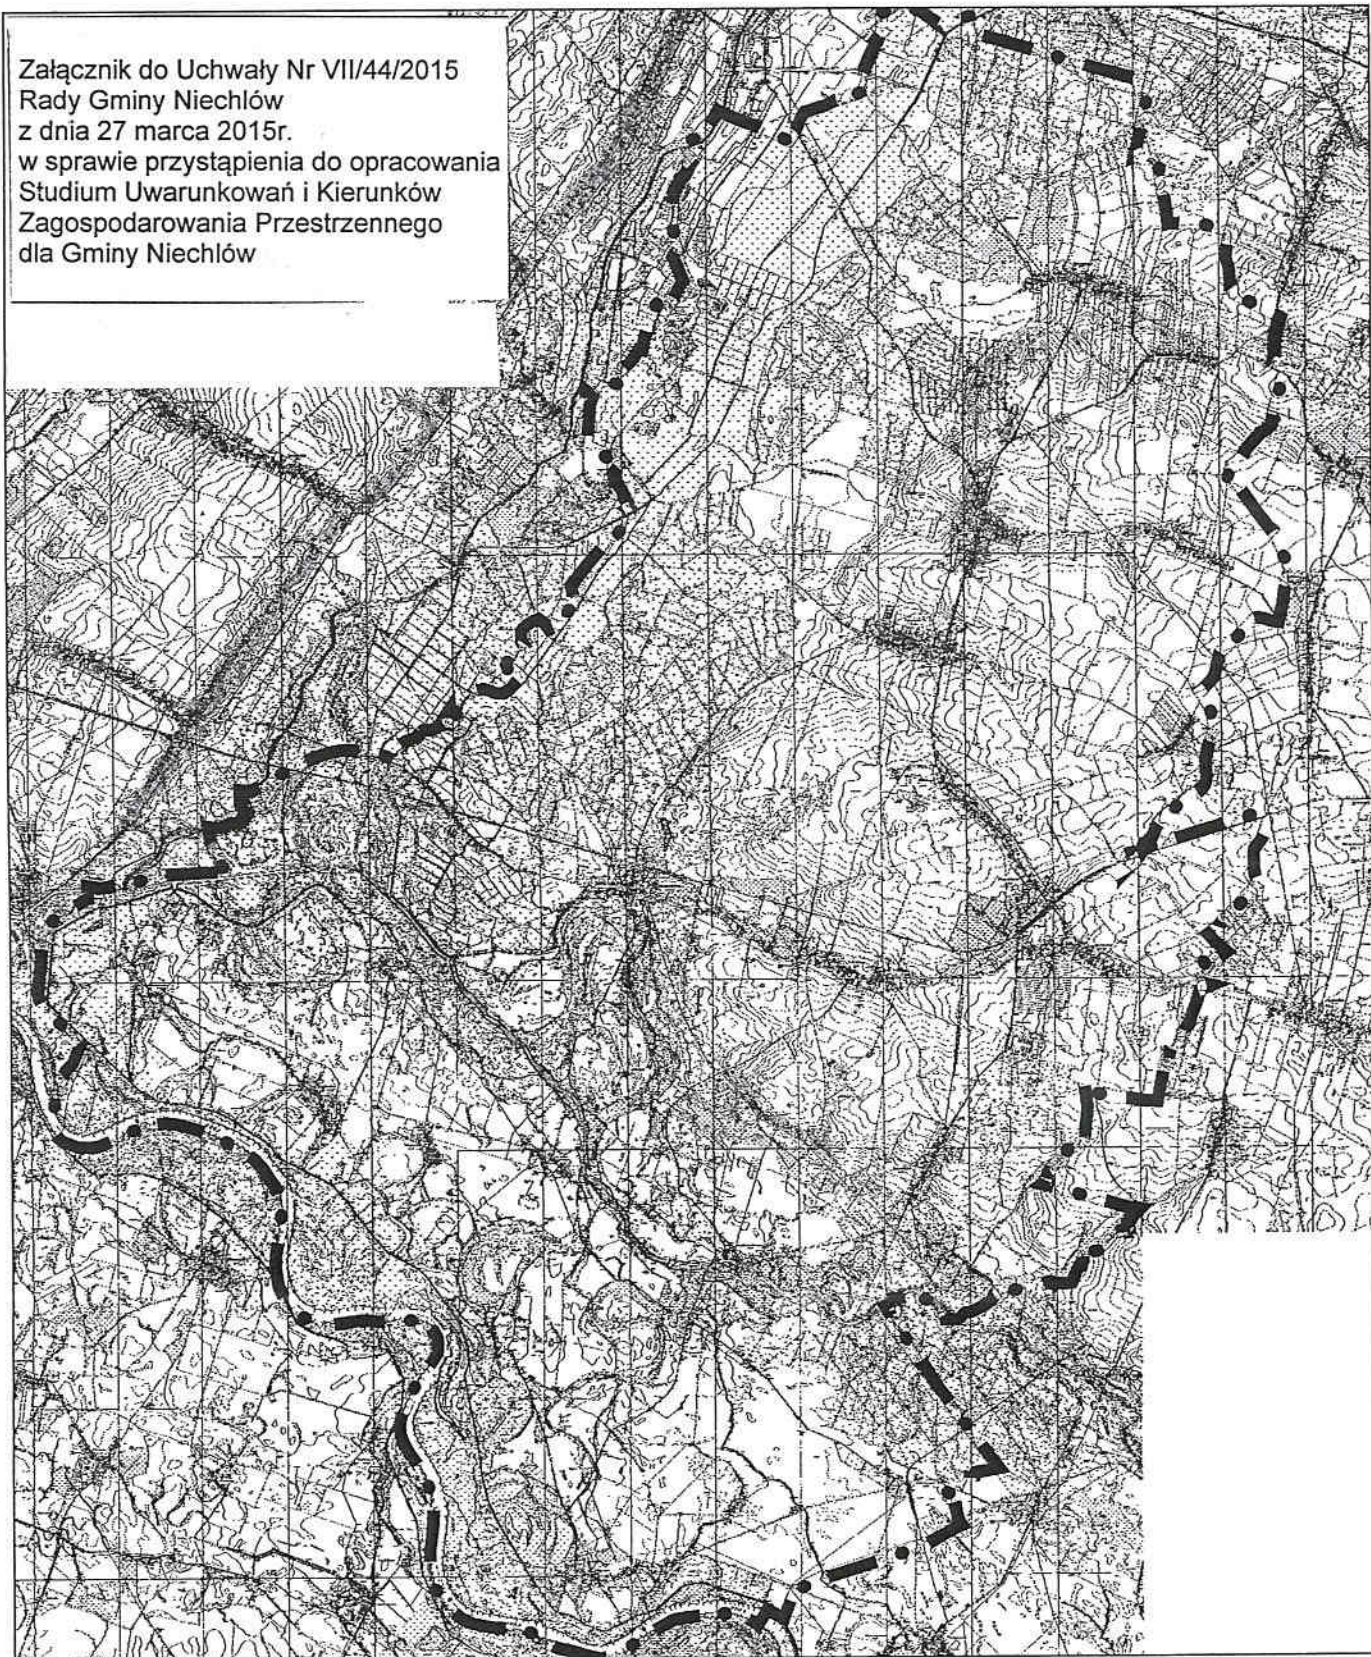 Załącznik do Uchwały Nr VII/44/2015
Rady Gminy Niechlów
z dnia 27 marca 2015r.
w sprawie przystąpienia do opracowania
Studium Uwarunkowań i Kierunków
Zagospodarowania Przestrzennego
dla Gminy Niechlów